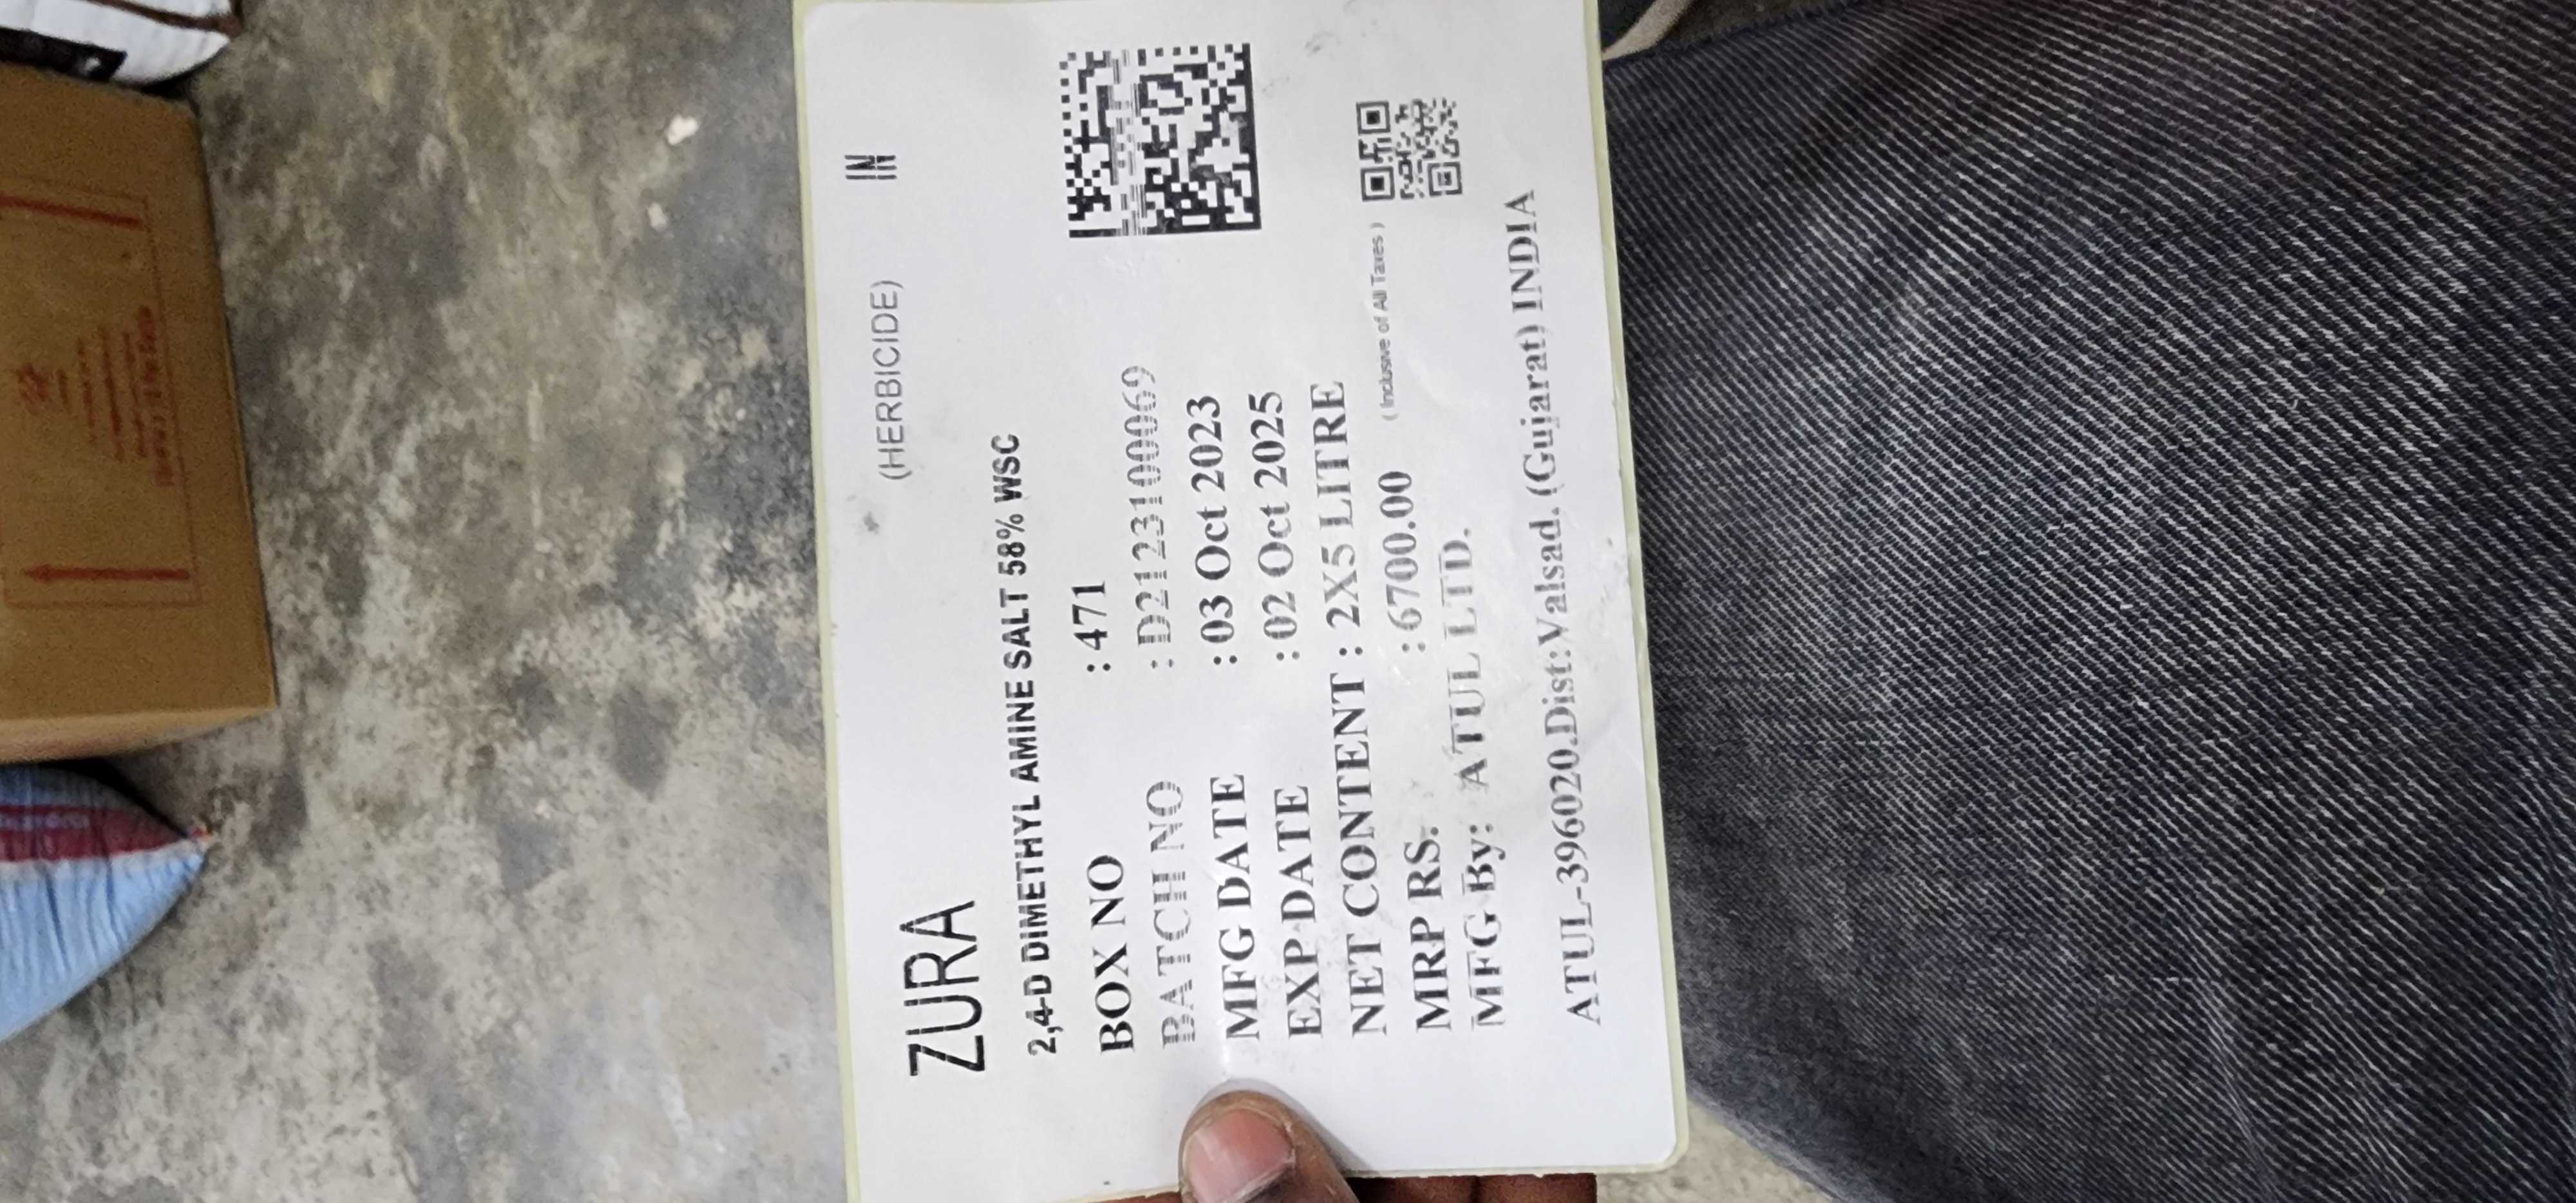 ZURA (HERBICIDE) IN
2,4-D DIMETHYL AMINE SALT 58% WSC
BOX NO : 471
BATCH NO : D212310069
MFG DATE : 03 Oct 2023
EXP DATE : 02 Oct 2025
NET CONTENT : 2X5 LITRE
MRP RS. : 6700.00 ( Inclusive of All Taxes )
MFG By: ATUL LTD.
ATUL-396020.Dist:Valsad. (Gujarat) INDIA